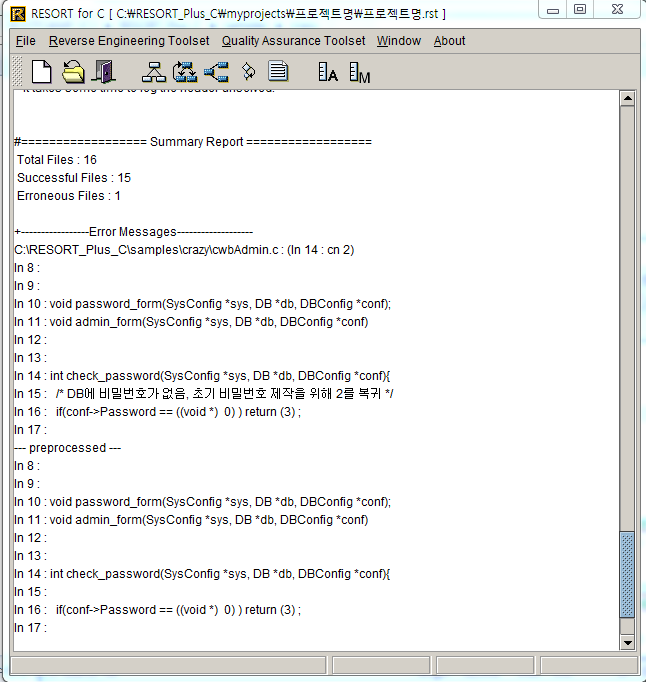 RESORT for C [ C:₩RESORT_Plus_C₩myprojects₩프로젝트명₩프로젝트명.rst ]
File Reverse Engineering Toolset Quality Assurance Toolset Window About
A M
It takes some time to log the header unsolved.
#================== Summary Report ==================
Total Files : 16
Successful Files : 15
Erroneous Files : 1
+-----------------Error Messages-------------------
C:\RESORT_Plus_C\samples\crazy\cwbAdmin.c : (ln 14 : cn 2)
ln 8 :
ln 9 :
ln 10 : void password_form(SysConfig *sys, DB *db, DBConfig *conf);
ln 11 : void admin_form(SysConfig *sys, DB *db, DBConfig *conf)
ln 12 :
ln 13 :
ln 14 : int check_password(SysConfig *sys, DB *db, DBConfig *conf){
ln 15 : /* DB에 비밀번호가 없음, 초기 비밀번호 제작을 위해 2를 복귀 */
ln 16 : if(conf->Password == ((void *) 0) ) return (3) ;
ln 17 :
--- preprocessed ---
ln 8 :
ln 9 :
ln 10 : void password_form(SysConfig *sys, DB *db, DBConfig *conf);
ln 11 : void admin_form(SysConfig *sys, DB *db, DBConfig *conf)
ln 12 :
ln 13 :
ln 14 : int check_password(SysConfig *sys, DB *db, DBConfig *conf){
ln 15 :
ln 16 : if(conf->Password == ((void *) 0) ) return (3) ;
ln 17 :